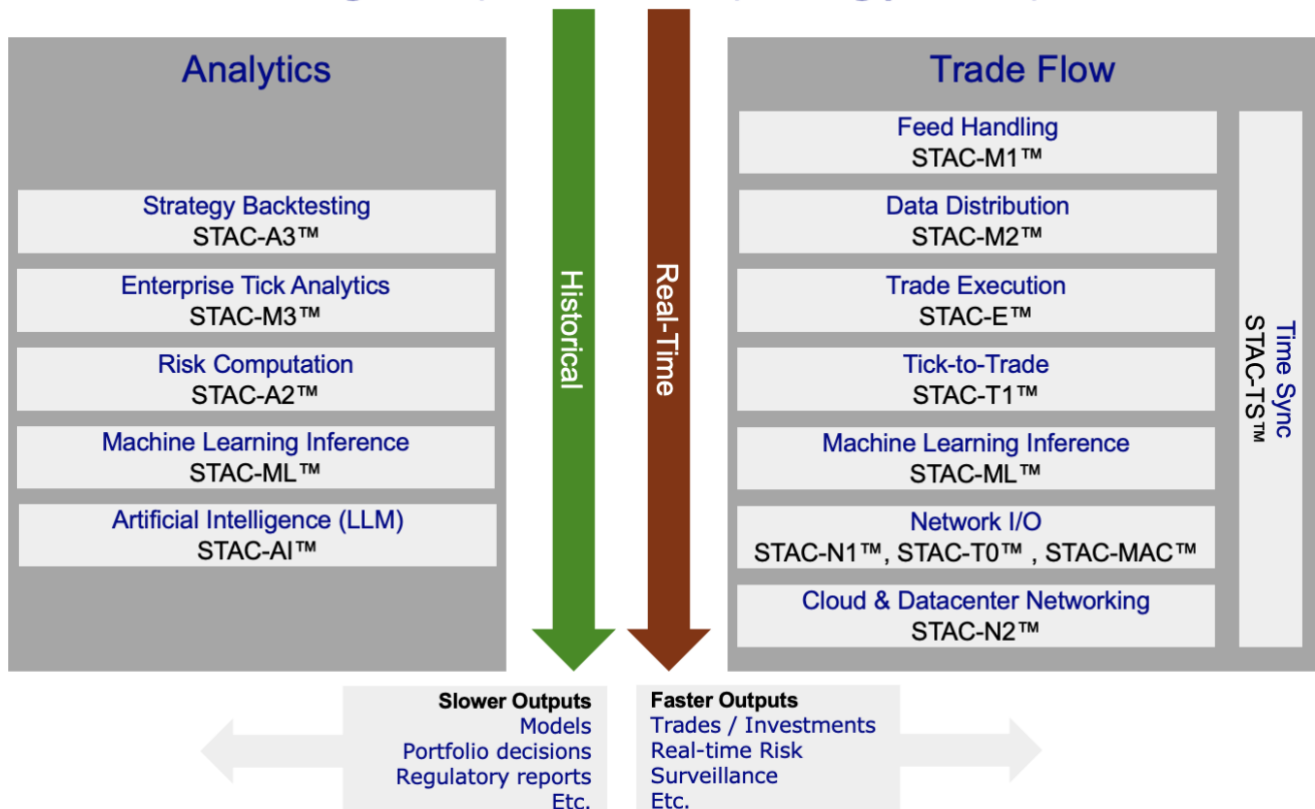 Analytics
Strategy Backtesting
STAC-A3™
Enterprise Tick Analytics
STAC-M3™
Risk Computation
STAC-A2™
Machine Learning Inference
STAC-ML™
Artificial Intelligence (LLM)
STAC-AI™
Historical
Real-Time
Trade Flow
Feed Handling
STAC-M1™
Data Distribution
STAC-M2™
Trade Execution
STAC-E™
Tick-to-Trade
STAC-T1™
Machine Learning Inference
STAC-ML™
Network I/O
STAC-N1™, STAC-T0™ , STAC-MAC™
Cloud & Datacenter Networking
STAC-N2™
Time Sync
STAC-TS™
Slower Outputs
Models
Portfolio decisions
Regulatory reports
Etc.
Faster Outputs
Trades / Investments
Real-time Risk
Surveillance
Etc.